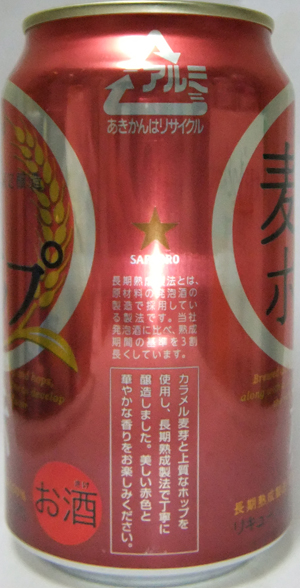 アルミ
あきかんはリサイクル
プ
麦
ホ
SAPPORO
長期熟成製法とは、
原材料の発泡酒の
製造で採用してい
る製法です。当社
発泡酒に比べ、熟成
期間の基準を3割
長くしています。
カラメル麦芽と上質なホップを
使用し、長期熟成製法で丁寧に
醸造しました。美しい赤色と
華やかな香りをお楽しみください。
お酒
Brewed
along
develop
長期熟成製法
リキュ